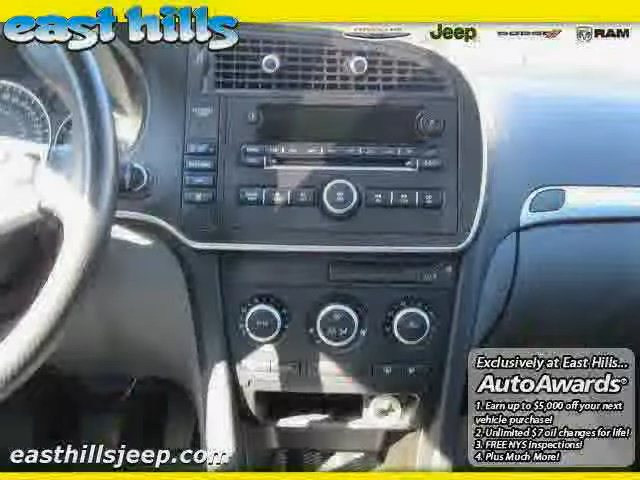 east hills
Jeep
DODGE
RAM
Exclusively at East Hills...
AutoAwards®
1. Earn up to $5,000 off your next
vehicle purchase!
2. Unlimited $7 oil changes for life!
3. FREE NYS Inspections!
4. Plus Much More!
easthillsjeep.com